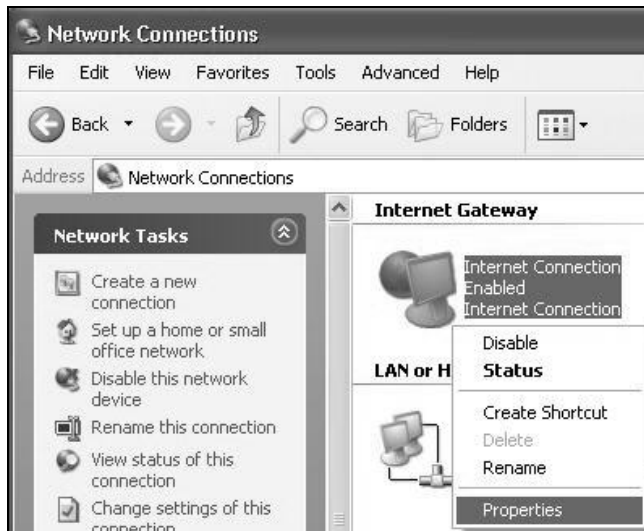 Network Connections
File Edit View Favorites Tools Advanced Help
Back Search Folders
Address Network Connections
Network Tasks
Create a new
connection
Set up a home or small
office network
Disable this network
device
Rename this connection
View status of this
connection
Change settings of this
connection
Internet Gateway
Internet Connection
Enabled
Internet Connection
LAN or H
Disable
Status
Create Shortcut
Delete
Rename
Properties